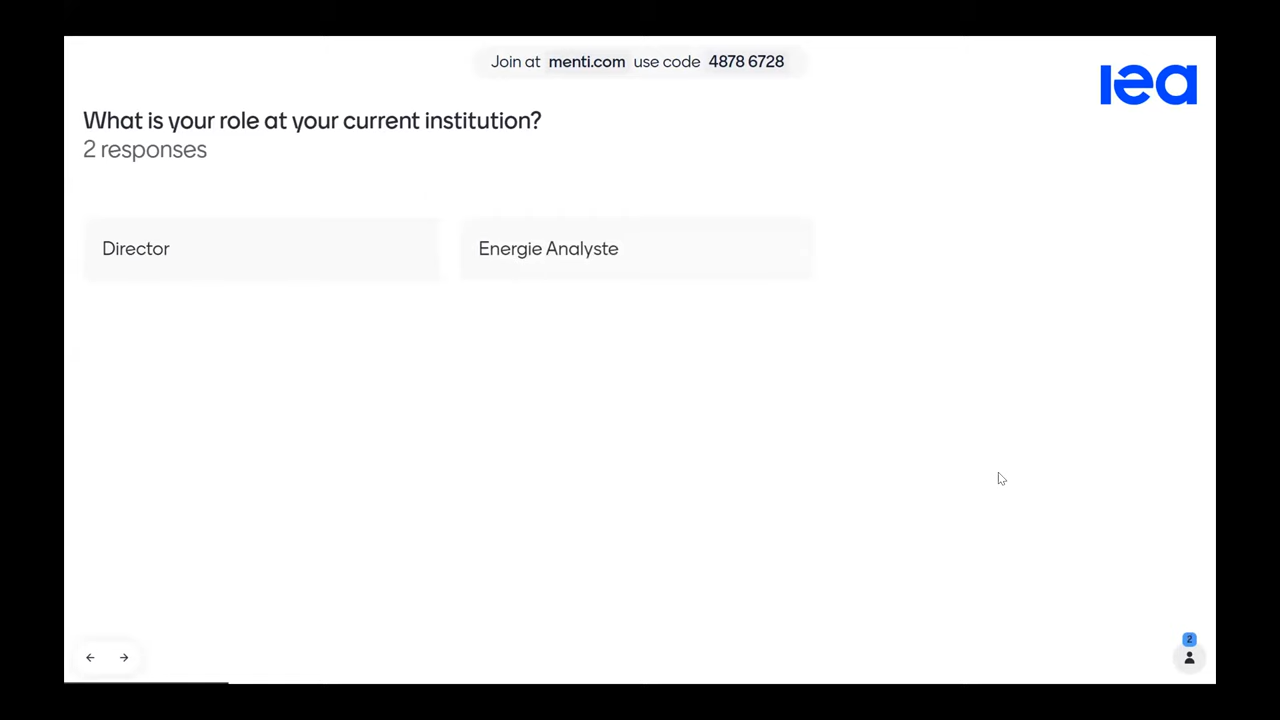 Join at menti.com use code 4878 6728
iea
What is your role at your current institution?
2 responses
Director
Energie Analyste
2